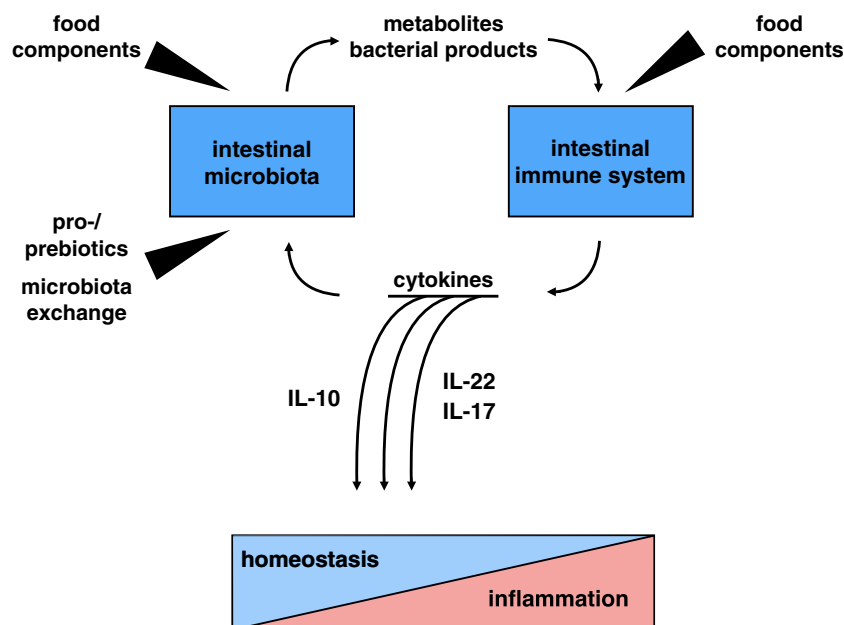 food
components
metabolites
bacterial products
food
components
intestinal
microbiota
intestinal
immune system
pro-/
prebiotics
microbiota
exchange
cytokines
IL-10
IL-22
IL-17
homeostasis
inflammation